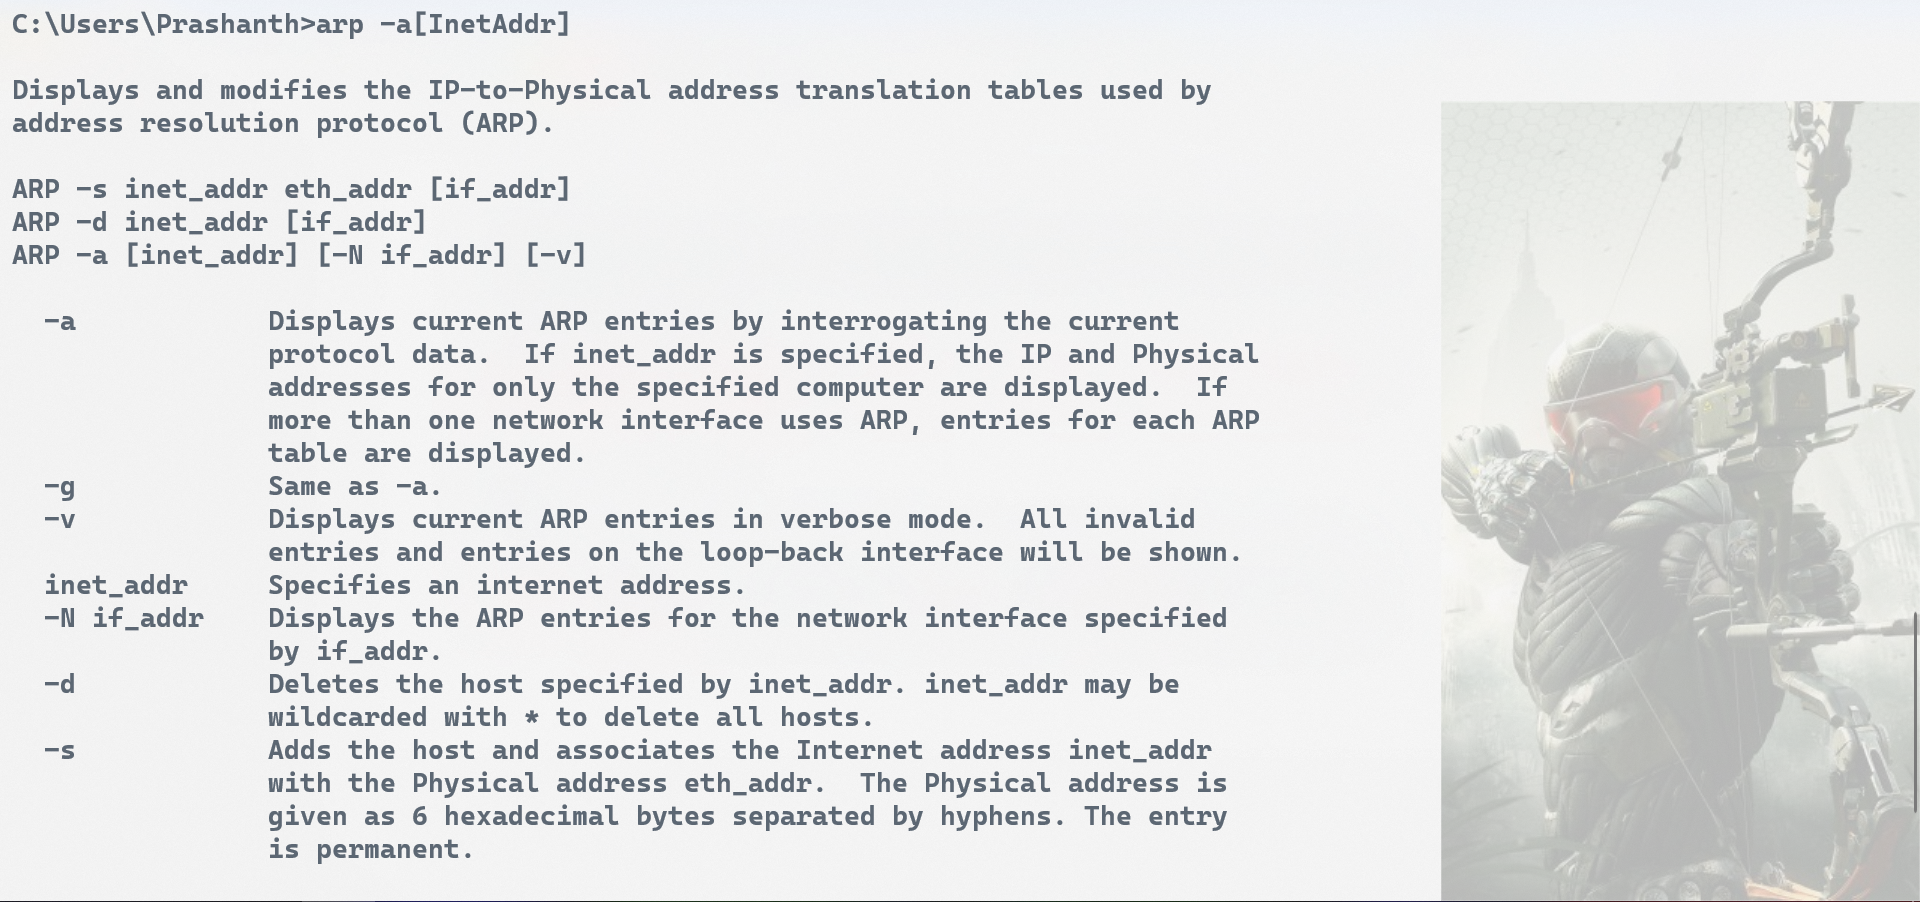 C:\Users\Prashanth>arp -a[InetAddr]
Displays and modifies the IP-to-Physical address translation tables used by
address resolution protocol (ARP).
ARP -s inet_addr eth_addr [if_addr]
ARP -d inet_addr [if_addr]
ARP -a [inet_addr] [-N if_addr] [-v]
-a Displays current ARP entries by interrogating the current
protocol data.  If inet_addr is specified, the IP and Physical
addresses for only the specified computer are displayed.  If
more than one network interface uses ARP, entries for each ARP
table are displayed.
-g Same as -a.
-v Displays current ARP entries in verbose mode.  All invalid
entries and entries on the loop-back interface will be shown.
inet_addr Specifies an internet address.
-N if_addr Displays the ARP entries for the network interface specified
by if_addr.
-d Deletes the host specified by inet_addr. inet_addr may be
wildcarded with * to delete all hosts.
-s Adds the host and associates the Internet address inet_addr
with the Physical address eth_addr.  The Physical address is
given as 6 hexadecimal bytes separated by hyphens. The entry
is permanent.